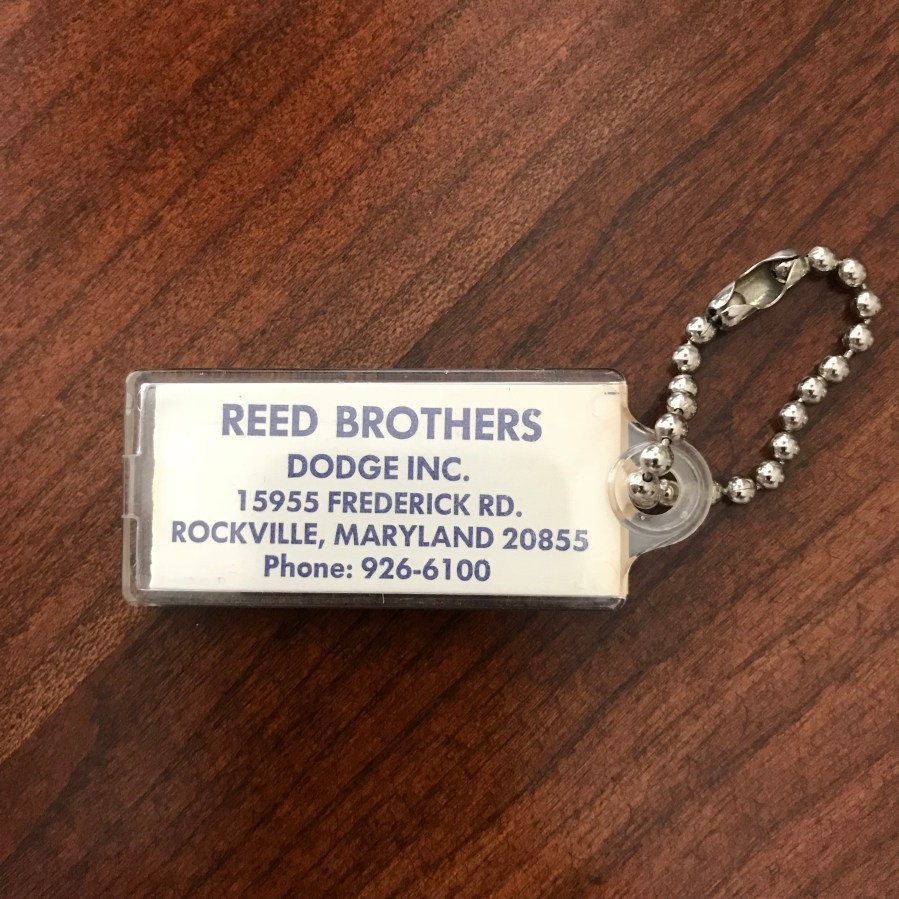 REED BROTHERS
DODGE INC.
15955 FREDERICK RD.
ROCKVILLE, MARYLAND 20855
Phone: 926-6100